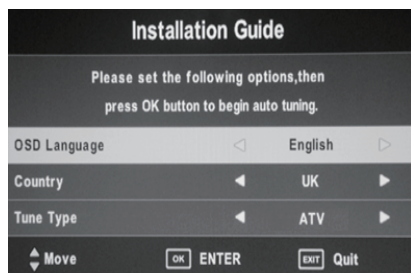 Installation Guide
Please set the following options,then
press OK button to begin auto tuning.
OSD Language English
Country UK
Tune Type ATV
Move OK ENTER EXIT Quit